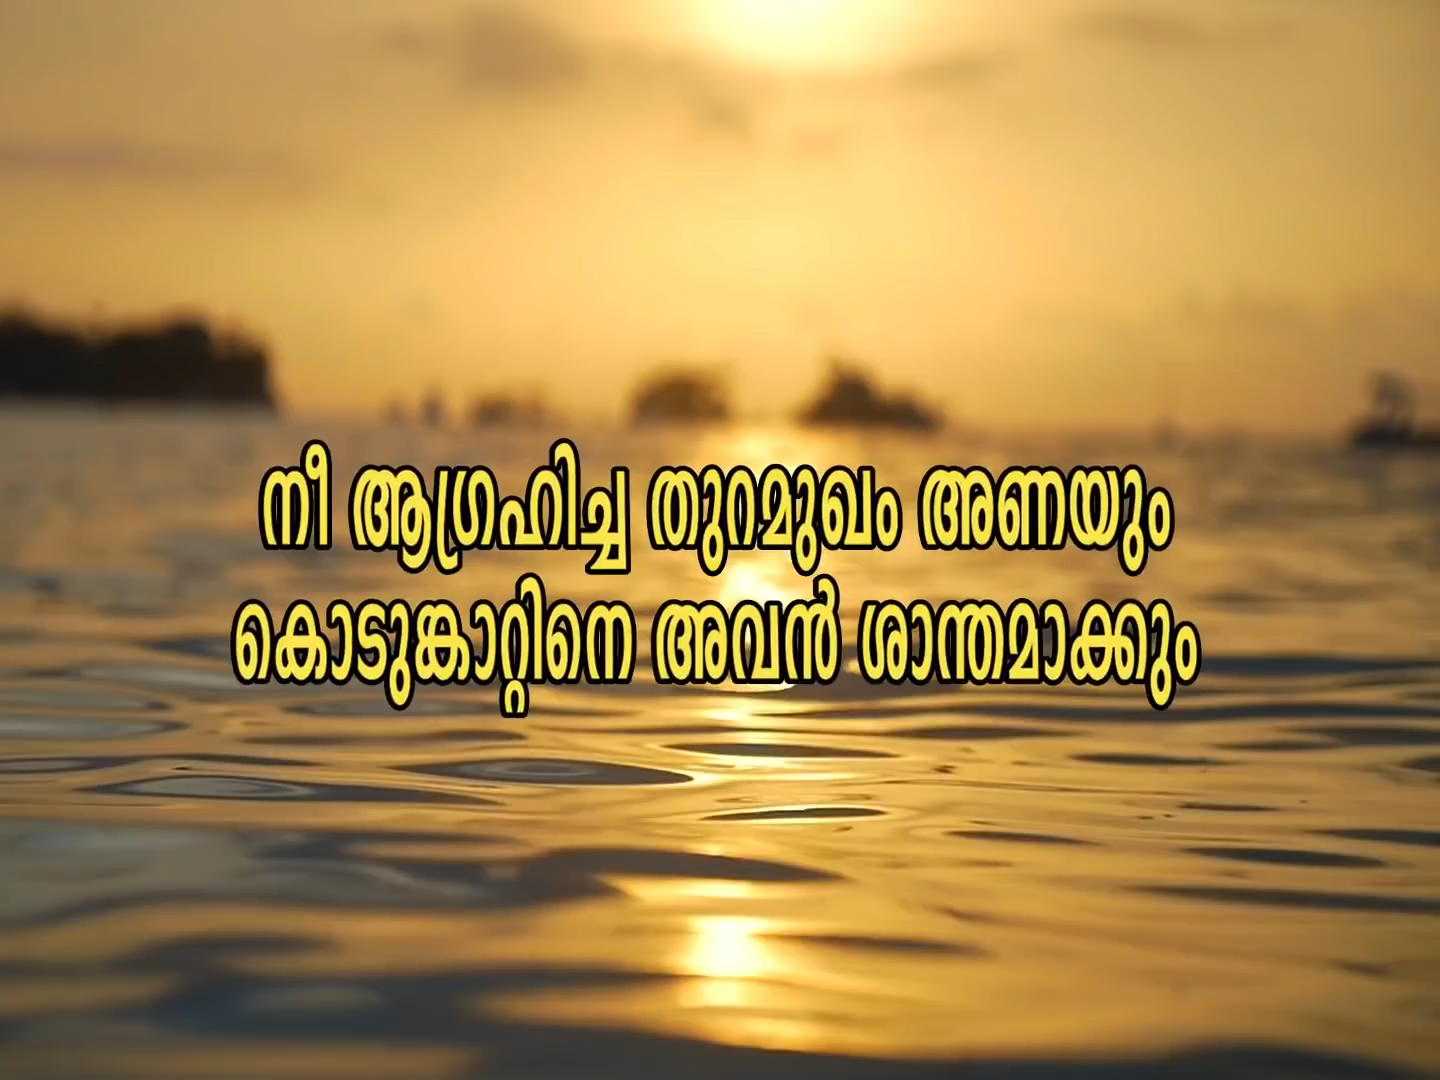 നീ ആഗ്രഹിച്ച തുറമുഖം അണയും
കൊടുങ്കാറ്റിനെ അവൻ ശാന്തമാക്കും